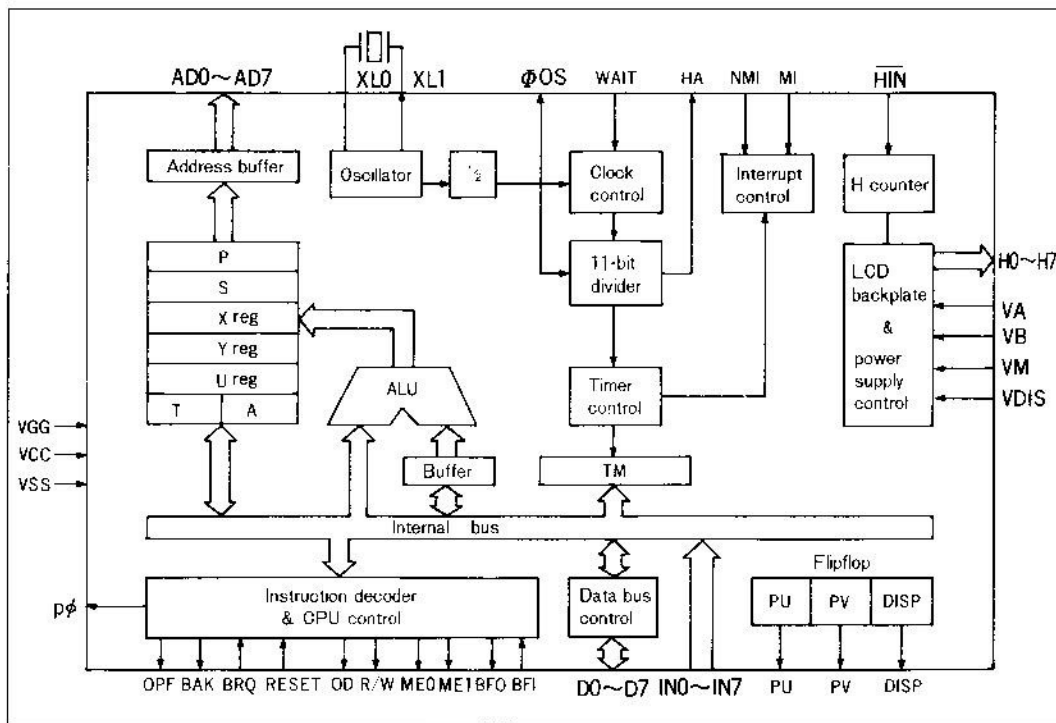 AD0~AD7 XL0 XL1 ΦOS WAIT HA NMI MI HIN
Address buffer
Oscillator
1/2
Clock
control
Interrupt
control
H counter
P
S
X reg
Y reg
U reg
T A
11-bit
divider
LCD
backplate
&
power
supply
control
H0~H7
VA
VB
VM
VDIS
ALU
Timer
control
VGG
VCC
VSS
Buffer
TM
Internal bus
Flipflop
Instruction decoder
& CPU control
Data bus
control
PU PV DISP
pϕ
OPF BAK BRQ RESET OD R/W ME0 ME1 BFO BFI D0~D7 IN0~IN7 PU PV DISP